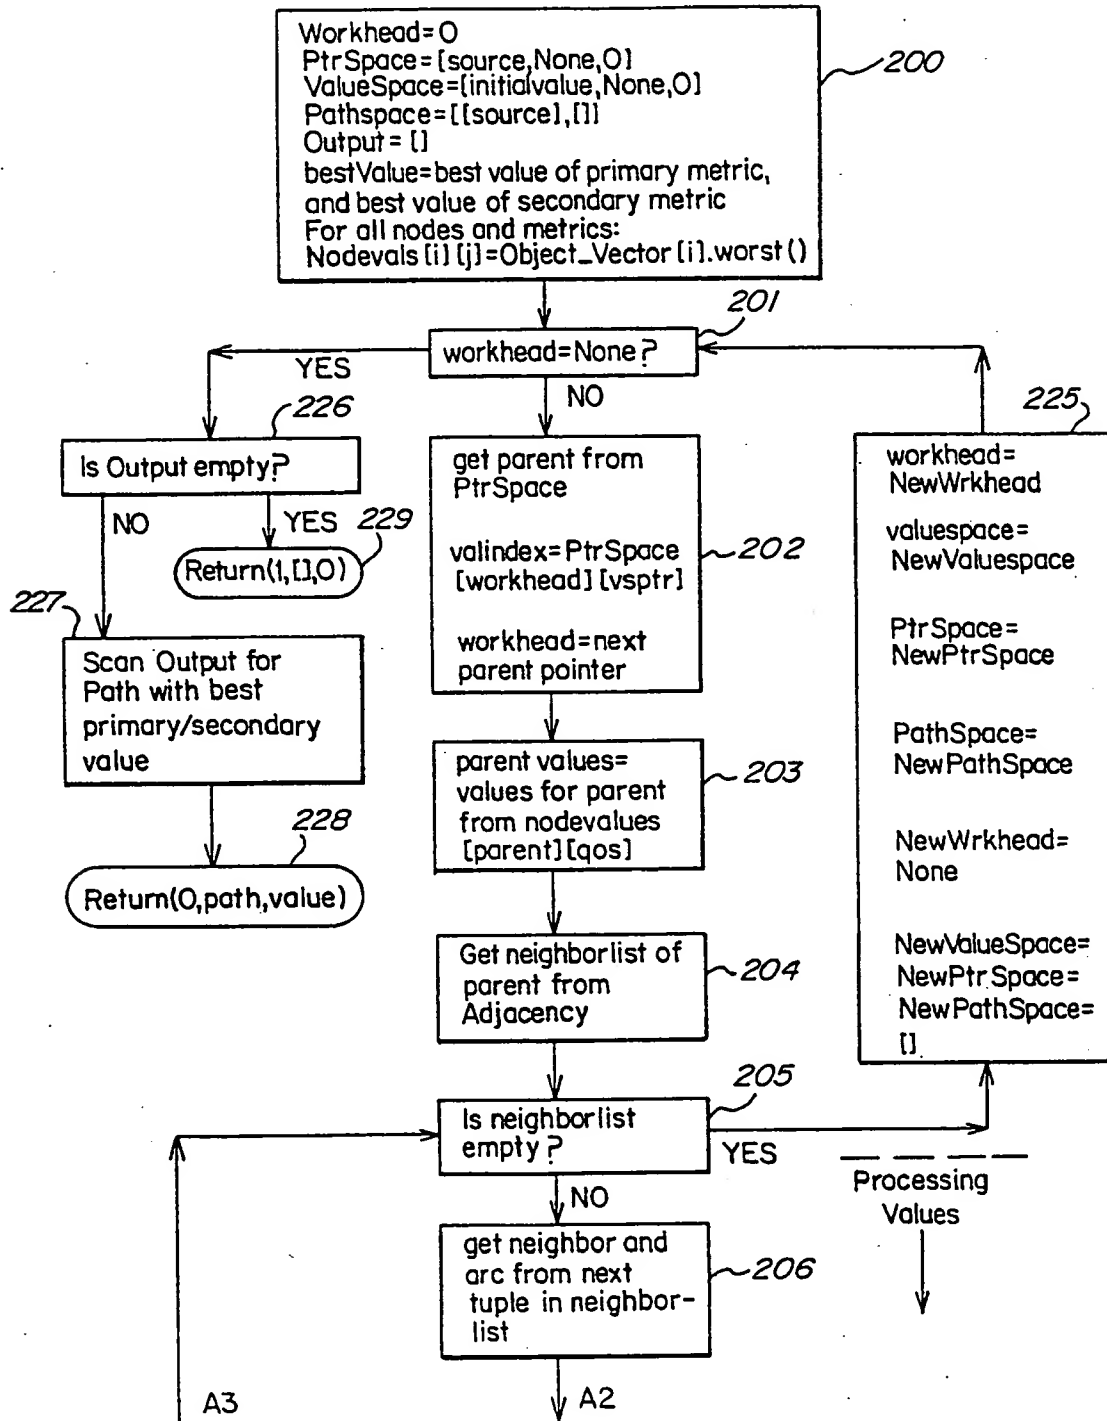 Workhead=0
PtrSpace=[source,None,0]
ValueSpace=[initialvalue,None,0]
Pathspace=[[source],[]]
Output=[]
bestValue=best value of primary metric,
and best value of secondary metric
For all nodes and metrics:
Nodevals[i][j]=Object_Vector[i].worst()
200
201
workhead=None?
YES
NO
226
Is Output empty?
NO
YES
229
Return(1,[],0)
227
Scan Output for
Path with best
primary/secondary
value
228
Return(0,path,value)
get parent from
PtrSpace
valindex=PtrSpace
[workhead][vsptr]
workhead=next
parent pointer
202
parent values=
values for parent
from nodevalues
[parent][qos]
203
Get neighborlist of
parent from
Adjacency
204
205
Is neighborlist
empty?
YES
NO
get neighbor and
arc from next
tuple in neighbor-
list
206
225
workhead=
NewWrkhead
valuespace=
NewValuespace
PtrSpace=
NewPtrSpace
PathSpace=
NewPathSpace
NewWrkhead=
None
NewValueSpace=
NewPtrSpace=
NewPathSpace=
[]
Processing
Values
A3
A2